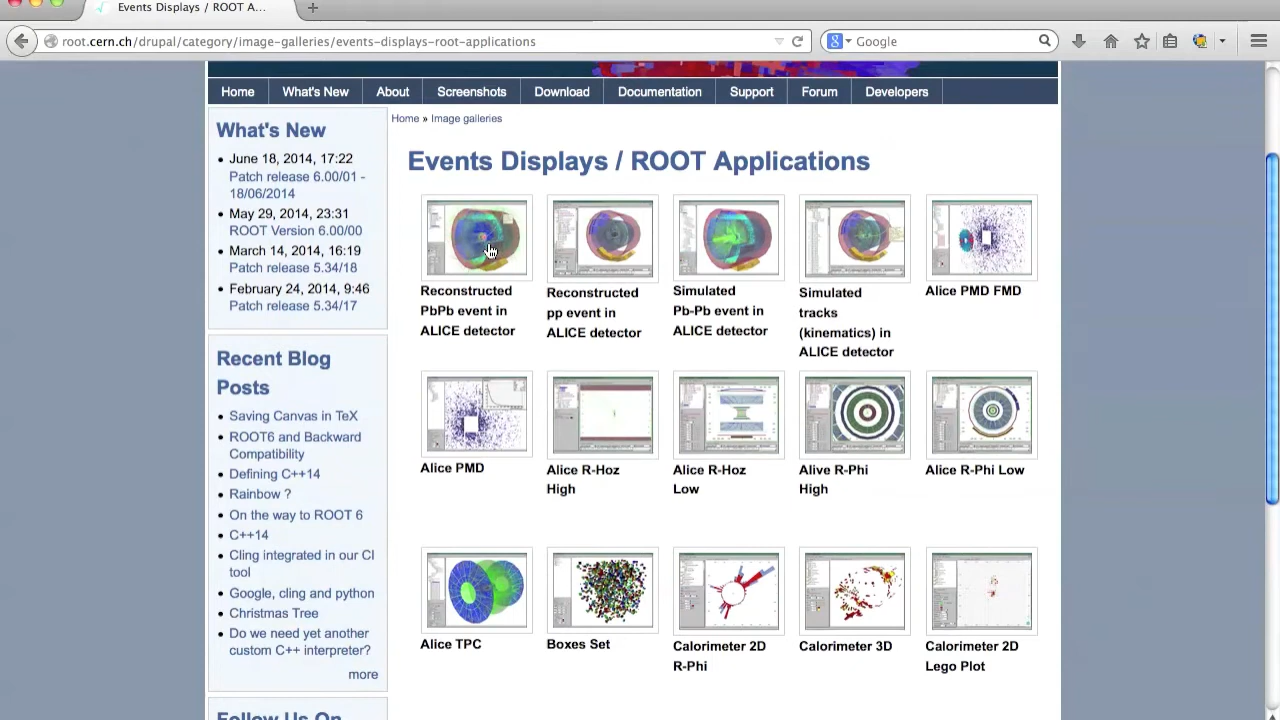 Events Displays / ROOT A...
root.cern.ch/drupal/category/image-galleries/events-displays-root-applications
Google
Home
What's New
About
Screenshots
Download
Documentation
Support
Forum
Developers
Home » Image galleries
What's New
June 18, 2014, 17:22
Patch release 6.00/01 -
18/06/2014
May 29, 2014, 23:31
ROOT Version 6.00/00
March 14, 2014, 16:19
Patch release 5.34/18
February 24, 2014, 9:46
Patch release 5.34/17
Recent Blog
Posts
Saving Canvas in TeX
ROOT6 and Backward
Compatibility
Defining C++14
Rainbow ?
On the way to ROOT 6
C++14
Cling integrated in our CI
tool
Google, cling and python
Christmas Tree
Do we need yet another
custom C++ interpreter?
more
Follow Us On
Events Displays / ROOT Applications
Reconstructed
PbPb event in
ALICE detector
Reconstructed
pp event in
ALICE detector
Simulated
Pb-Pb event in
ALICE detector
Simulated
tracks
(kinematics) in
ALICE detector
Alice PMD FMD
Alice PMD
Alice R-Hoz
High
Alice R-Hoz
Low
Alive R-Phi
High
Alice R-Phi Low
Alice TPC
Boxes Set
Calorimeter 2D
R-Phi
Calorimeter 3D
Calorimeter 2D
Lego Plot